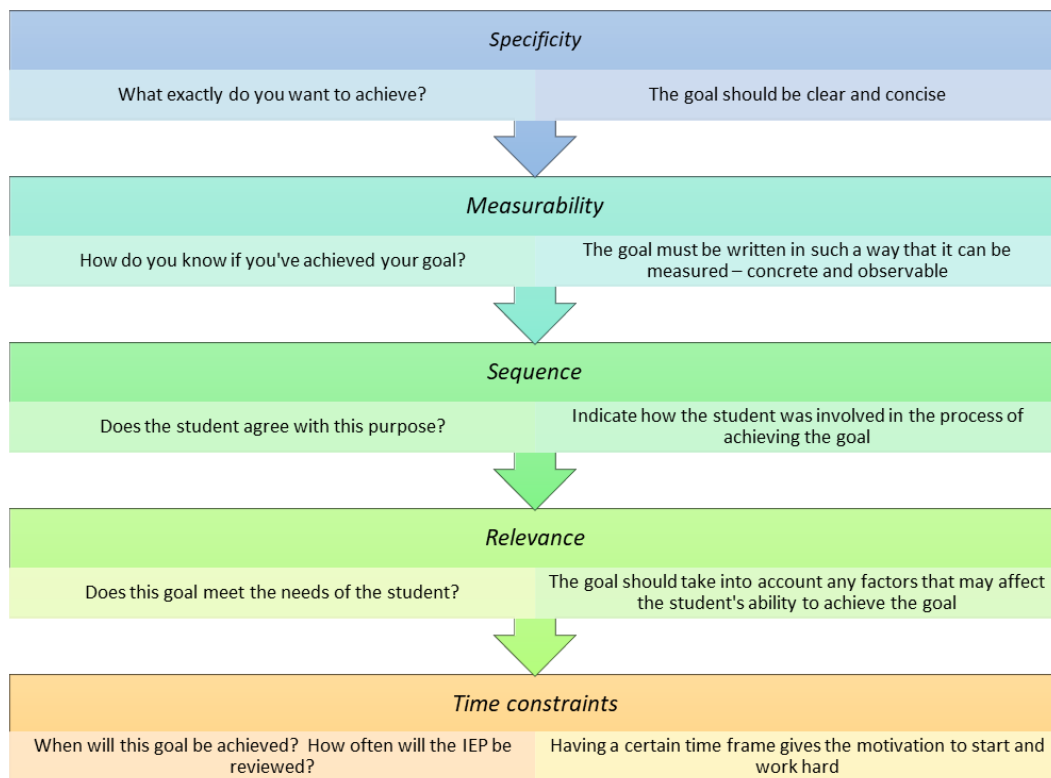 Specificity
What exactly do you want to achieve?
The goal should be clear and concise
Measurability
How do you know if you've achieved your goal?
The goal must be written in such a way that it can be
measured – concrete and observable
Sequence
Does the student agree with this purpose?
Indicate how the student was involved in the process of
achieving the goal
Relevance
Does this goal meet the needs of the student?
The goal should take into account any factors that may affect
the student's ability to achieve the goal
Time constraints
When will this goal be achieved?  How often will the IEP be
reviewed?
Having a certain time frame gives the motivation to start and
work hard